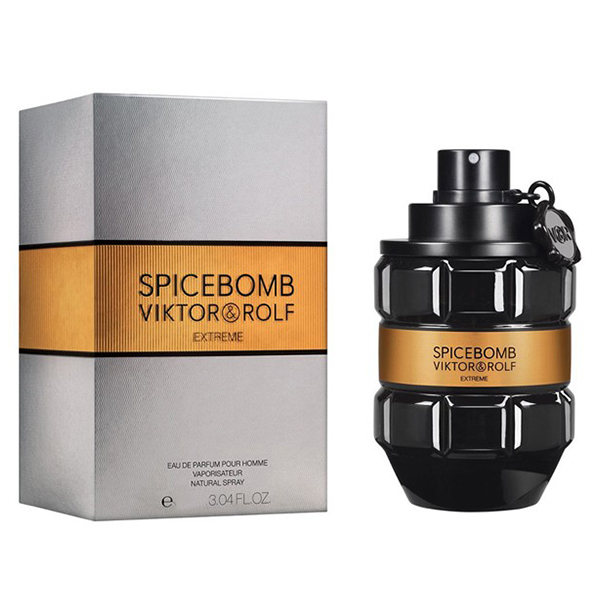 SPICEBOMB
VIKTOR&ROLF
EXTREME
EAU DE PARFUM POUR HOMME
VAPORISATEUR
NATURAL SPRAY
℮ 3.04 FL.OZ.
SPICEBOMB
VIKTOR&ROLF
EXTREME